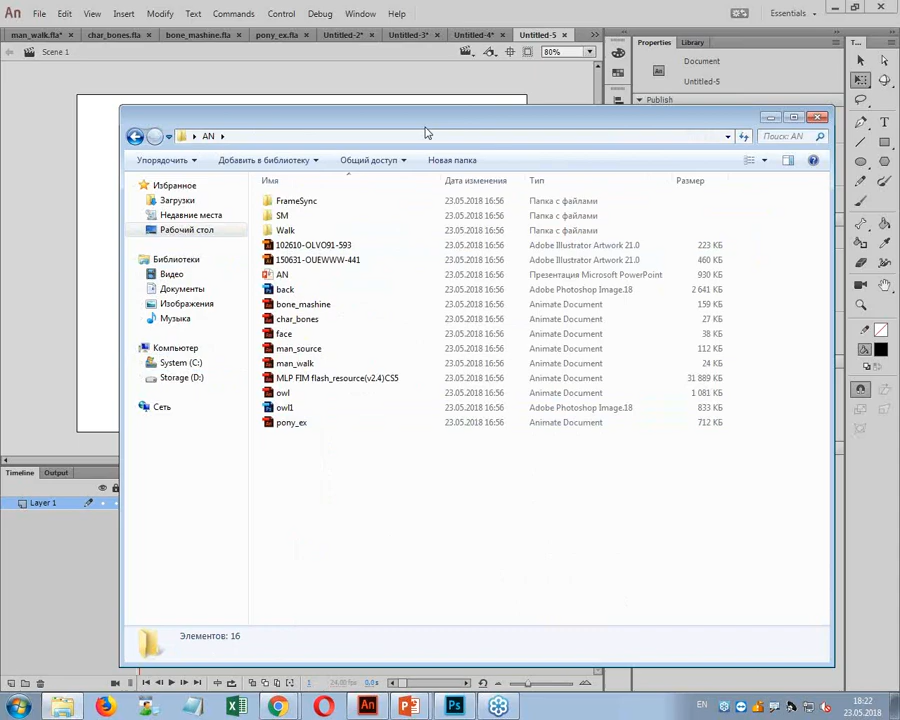 An File Edit View Insert Modify Text Commands Control Debug Window Help Essentials
man_walk.fla* × char_bones.fla × bone_mashine.fla × pony_ex.fla × Untitled-2* × Untitled-3* × Untitled-4* × Untitled-5 × Properties Library
Scene 1 80% Document
Untitled-5
Publish
AN Поиск: AN
Упорядочить Добавить в библиотеку Общий доступ Новая папка
Имя Дата изменения Тип Размер
Избранное
Загрузки
Недавние места
Рабочий стол
Библиотеки
Видео
Документы
Изображения
Музыка
Компьютер
System (C:)
Storage (D:)
Сеть
FrameSync 23.05.2018 16:56 Папка с файлами
SM 23.05.2018 16:56 Папка с файлами
Walk 23.05.2018 16:56 Папка с файлами
102610-OLVO91-593 23.05.2018 16:56 Adobe Illustrator Artwork 21.0 223 КБ
150631-OUEWWW-441 23.05.2018 16:56 Adobe Illustrator Artwork 21.0 460 КБ
AN 23.05.2018 16:56 Презентация Microsoft PowerPoint 930 КБ
back 23.05.2018 16:56 Adobe Photoshop Image.18 2 641 КБ
bone_mashine 23.05.2018 16:56 Animate Document 159 КБ
char_bones 23.05.2018 16:56 Animate Document 27 КБ
face 23.05.2018 16:56 Animate Document 38 КБ
man_source 23.05.2018 16:56 Animate Document 112 КБ
man_walk 23.05.2018 16:56 Animate Document 24 КБ
MLP FIM flash_resource(v2.4)CS5 23.05.2018 16:56 Animate Document 31 889 КБ
owl 23.05.2018 16:56 Animate Document 1 081 КБ
owl1 23.05.2018 16:56 Adobe Photoshop Image.18 833 КБ
pony_ex 23.05.2018 16:56 Animate Document 712 КБ
Timeline Output
Layer 1
Элементов: 16
1 24.00 fps 0.0s
EN 18:22
23.05.2018